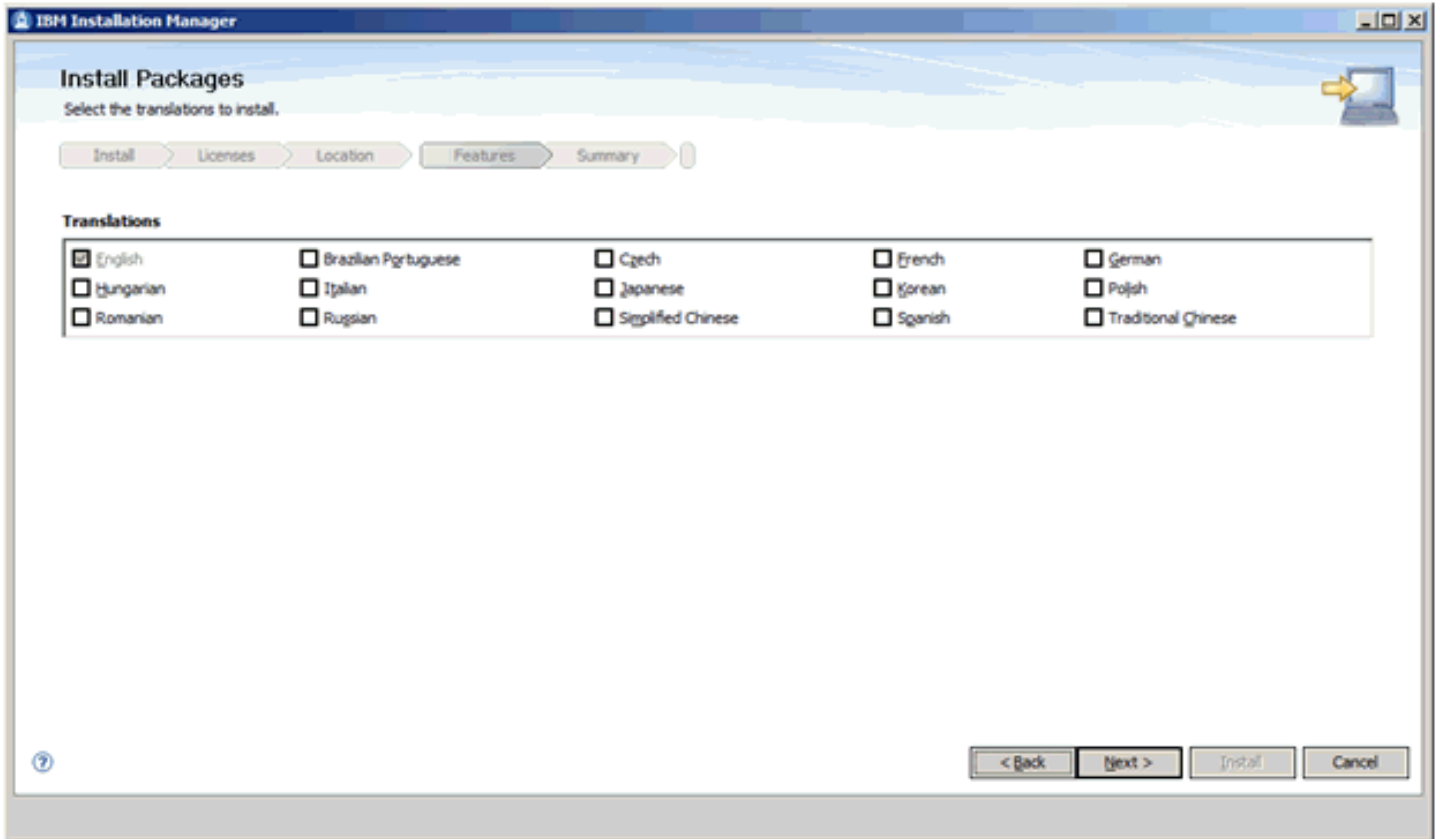 IBM Installation Manager
Install Packages
Select the translations to install.
Install Licenses Location Features Summary
Translations
English Brazilian Portuguese Czech French German
Hungarian Italian Japanese Korean Polish
Romanian Russian Simplified Chinese Spanish Traditional Chinese
? < Back Next > Install Cancel